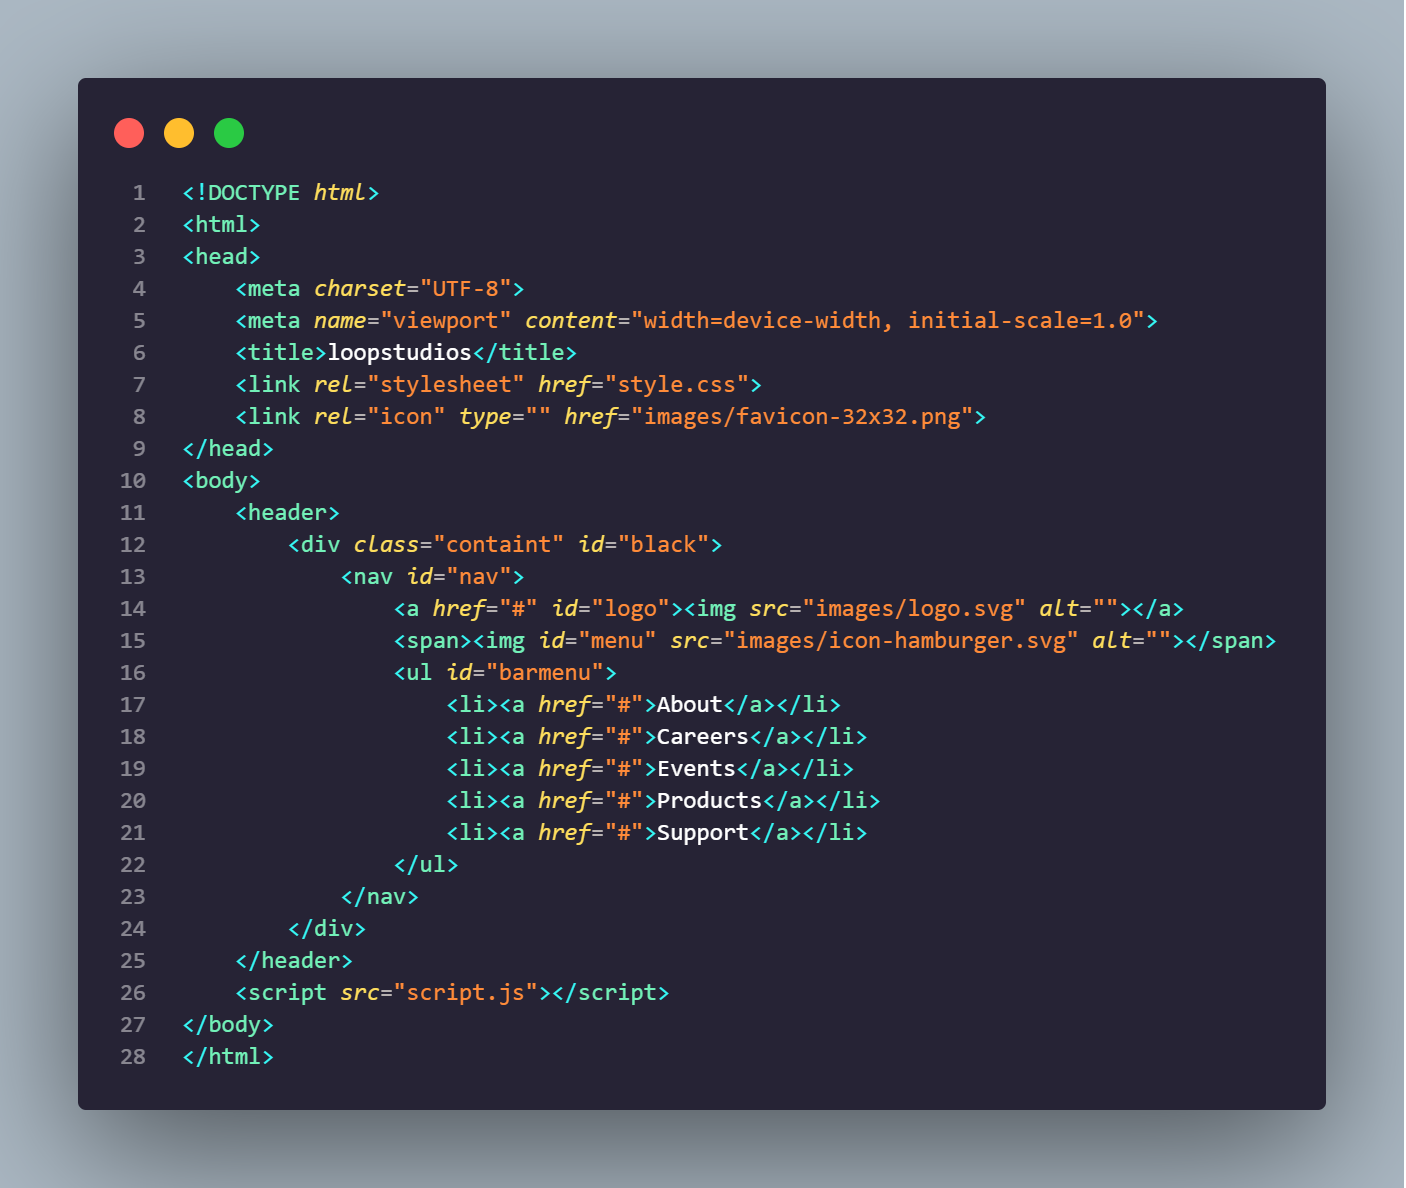 1 <!DOCTYPE html>
2 <html>
3 <head>
4     <meta charset="UTF-8">
5     <meta name="viewport" content="width=device-width, initial-scale=1.0">
6     <title>loopstudios</title>
7     <link rel="stylesheet" href="style.css">
8     <link rel="icon" type="" href="images/favicon-32x32.png">
9 </head>
10 <body>
11     <header>
12         <div class="containt" id="black">
13             <nav id="nav">
14                 <a href="#" id="logo"><img src="images/logo.svg" alt=""></a>
15                 <span><img id="menu" src="images/icon-hamburger.svg" alt=""></span>
16                 <ul id="barmenu">
17                     <li><a href="#">About</a></li>
18                     <li><a href="#">Careers</a></li>
19                     <li><a href="#">Events</a></li>
20                     <li><a href="#">Products</a></li>
21                     <li><a href="#">Support</a></li>
22                 </ul>
23             </nav>
24         </div>
25     </header>
26     <script src="script.js"></script>
27 </body>
28 </html>